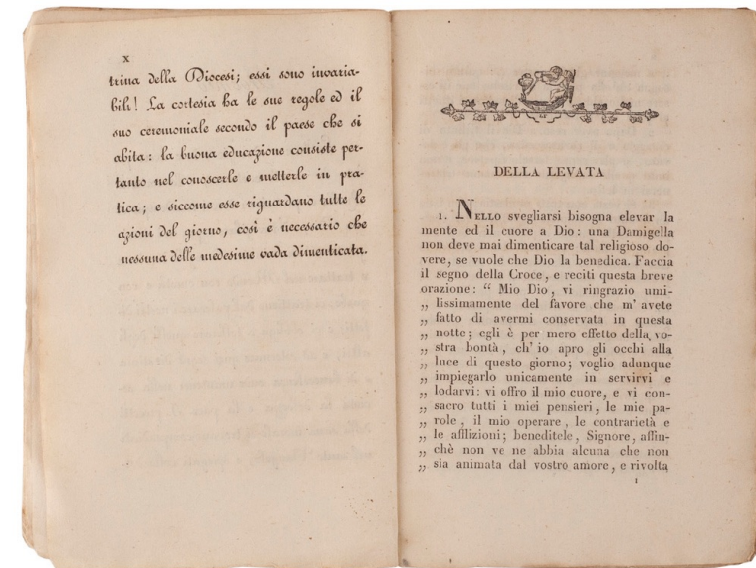 x
trina della Diocesi; essi sono invaria-
bili! La cortesia ha le sue regole ed il
suo ceremoniale secondo il paese che si
abita: la buona educazione consiste per-
tanto nel conoscerle e metterle in pra-
tica; e siccome esse riguardano tutte le
azioni del giorno, così è necessario che
nessuna delle medesime vada dimenticata.
DELLA LEVATA
1. NELLO svegliarsi bisogna elevar la
mente ed il cuore a Dio: una Damigella
non deve mai dimenticare tal religioso do-
vere, se vuole che Dio la benedica. Faccia
il segno della Croce, e reciti questa breve
orazione: “ Mio Dio, vi ringrazio umi-
„ lissimamente del favore che m' avete
„ fatto di avermi conservata in questa
„ notte; egli è per mero effetto della vo-
„ stra bontà, ch' io apro gli occhi alla
„ luce di questo giorno; voglio adunque
„ impiegarlo unicamente in servirvi e
„ lodarvi: vi offro il mio cuore, e vi con-
„ sacro tutti i miei pensieri, le mie pa-
„ role, il mio operare, le contrarietà e
„ le afflizioni; beneditele, Signore, affin-
„ chè non ve ne abbia alcuna che non
„ sia animata dal vostro amore, e rivolta
1